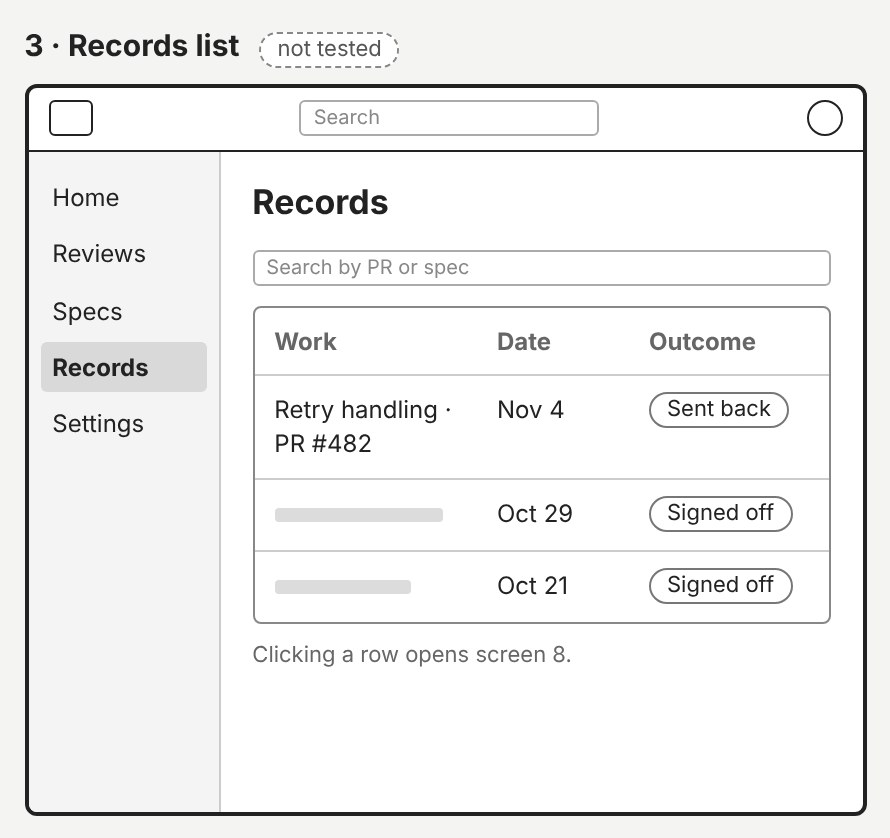 3 · Records list
not tested
Search
Home
Reviews
Specs
Records
Settings
Records
Search by PR or spec
Work Date Outcome
Retry handling · Nov 4 Sent back
PR #482
Oct 29 Signed off
Oct 21 Signed off
Clicking a row opens screen 8.